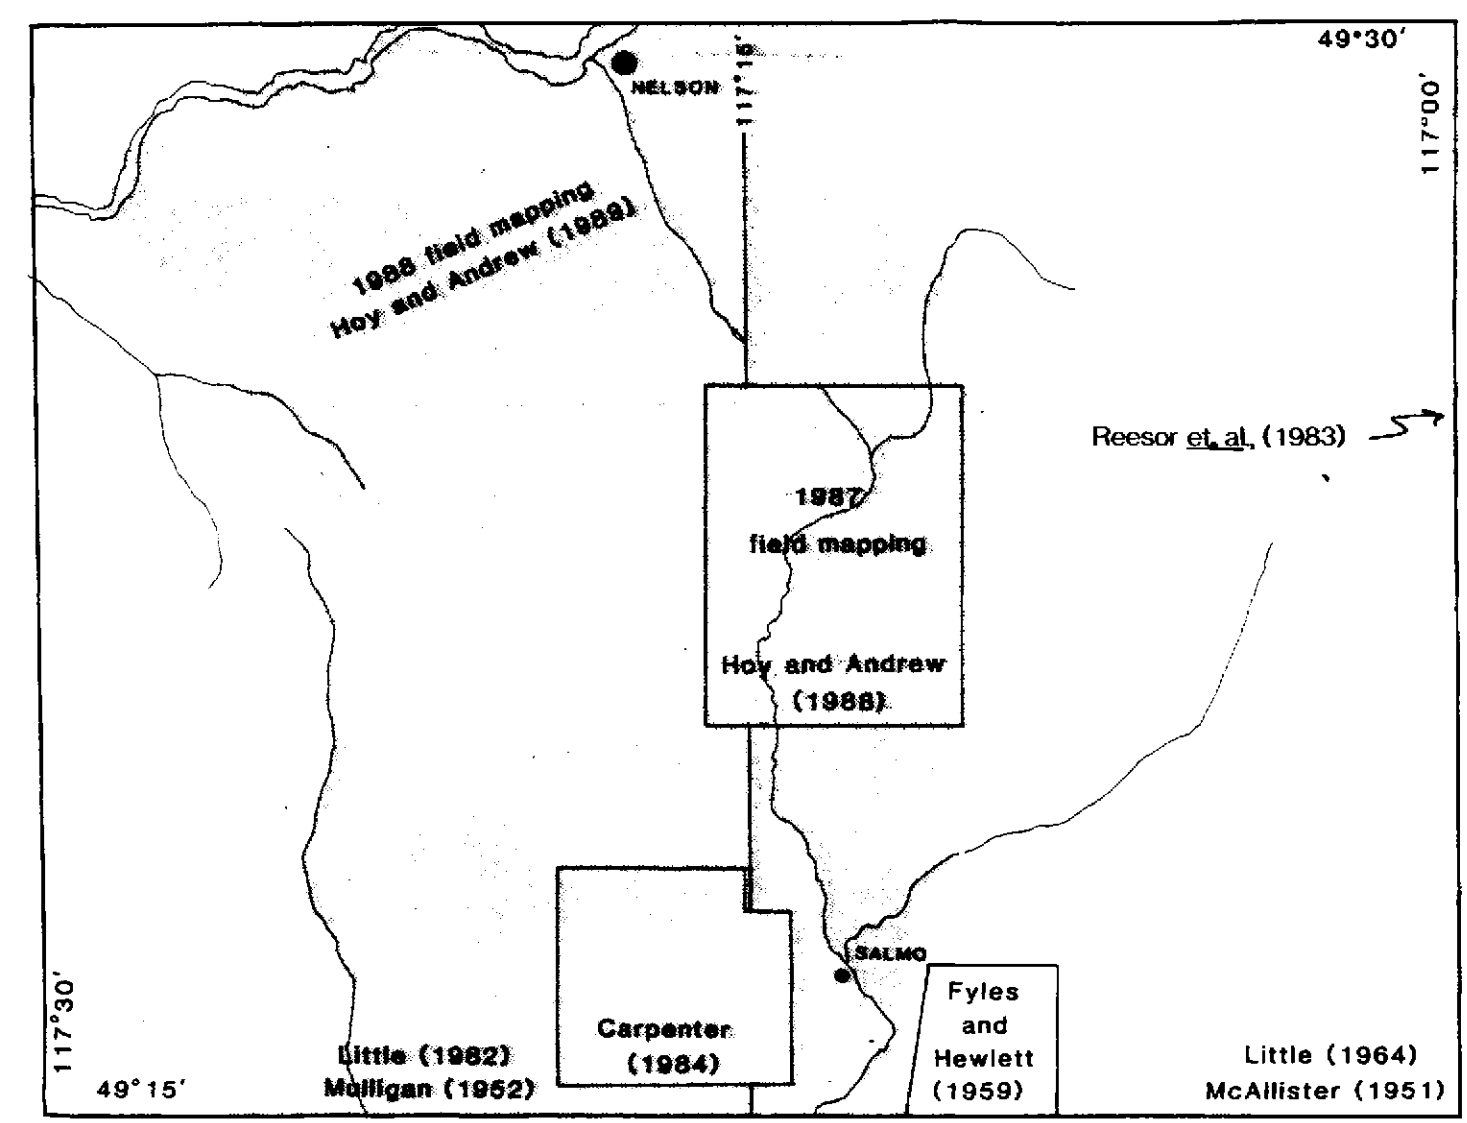 49°30'
117°15'
117°00'
NELSON
1988 field mapping
Hoy and Andrew (1989)
Reesor et. al., (1983)
1987
field mapping
Hoy and Andrew
(1988)
SALMO
Fyles
and
Hewlett
(1959)
Carpenter
(1984)
Little (1982)
Mulligan (1952)
Little (1964)
McAllister (1951)
117°30'
49°15'